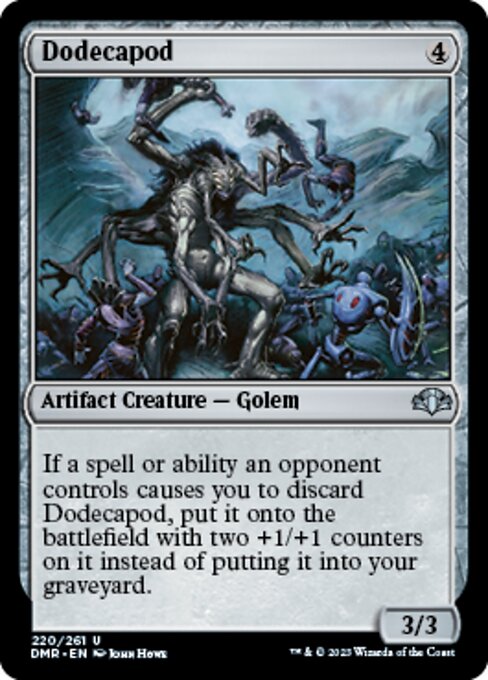 Dodecapod 4
Artifact Creature — Golem
If a spell or ability an opponent
controls causes you to discard
Dodecapod, put it onto the
battlefield with two +1/+1 counters
on it instead of putting it into your
graveyard.
3/3
220/261 U
DMR • EN John Howe
™ & © 2023 Wizards of the Coast